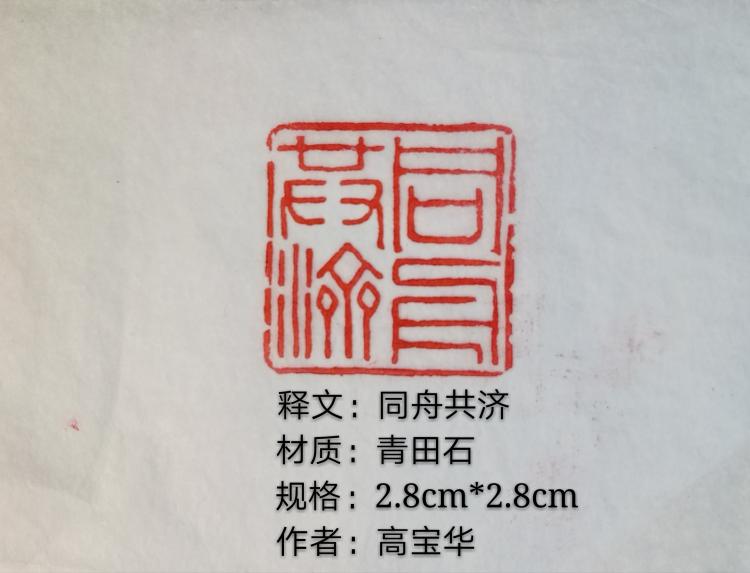 同舟共济
释文：同舟共济
材质：青田石
规格：2.8cm*2.8cm
作者：高宝华